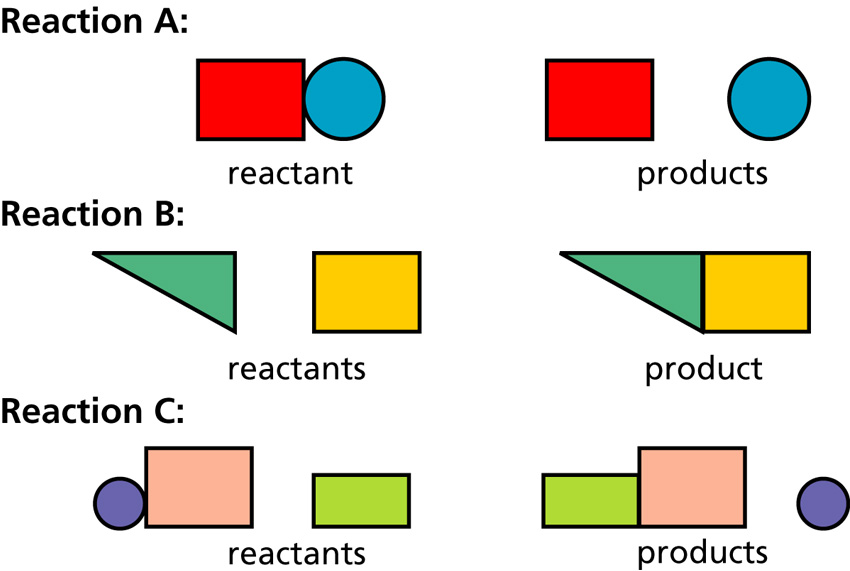 Reaction A:
reactant products
Reaction B:
reactants product
Reaction C:
reactants products